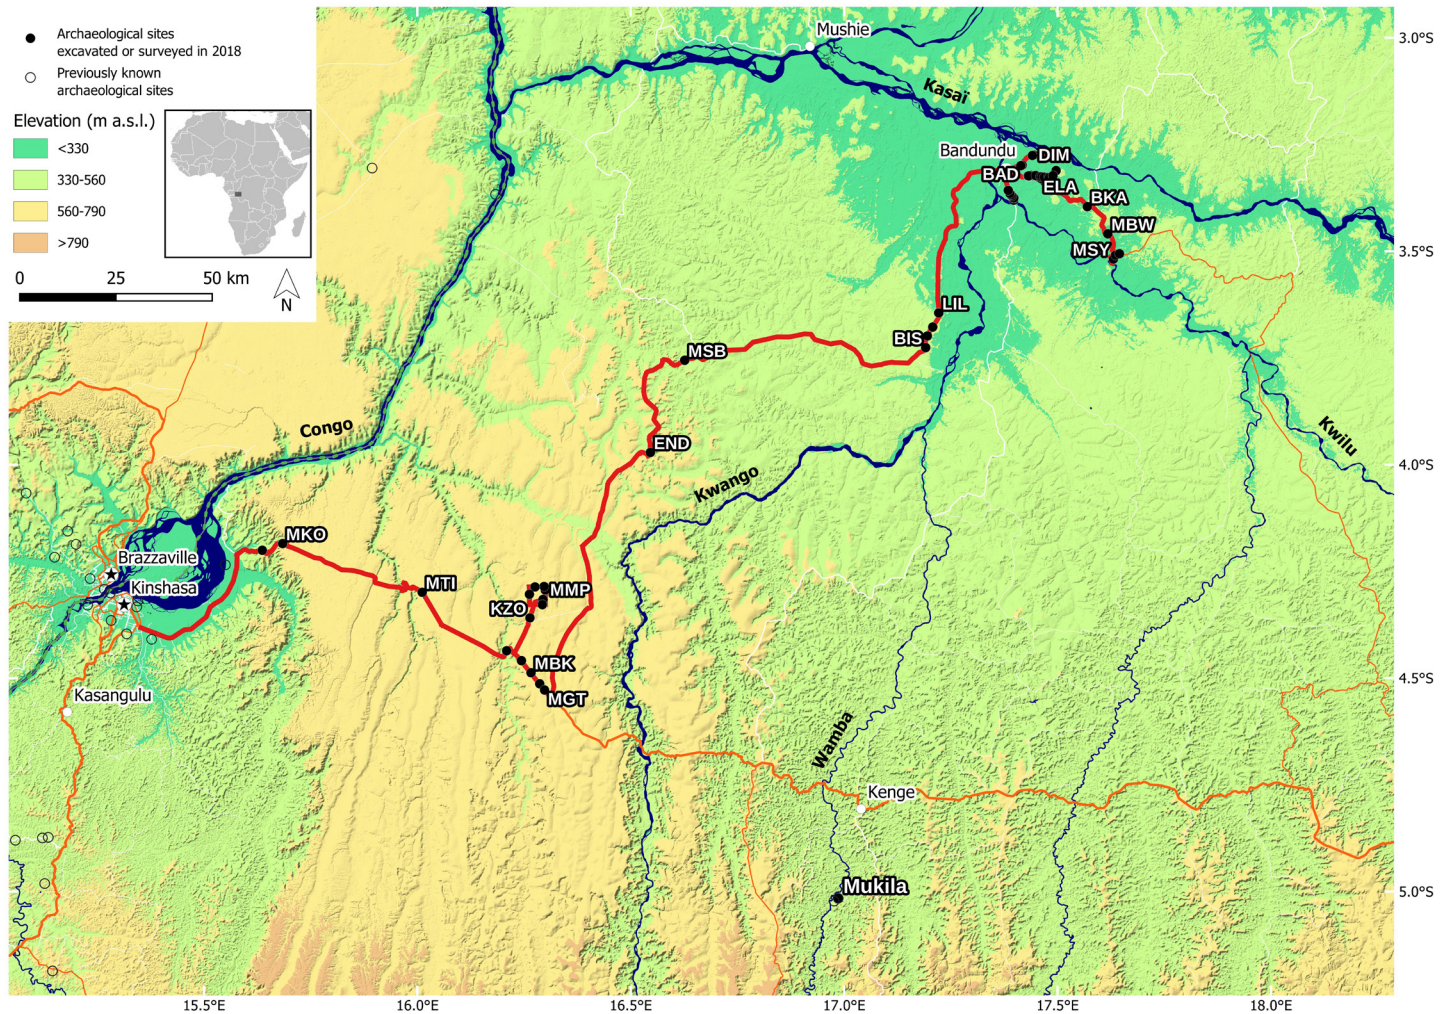 Archaeological sites
excavated or surveyed in 2018
Previously known
archaeological sites
Elevation (m a.s.l.)
<330
330-560
560-790
>790
0 25 50 km
N
Mushie
3.0°S
Kasaï
Bandundu
DIM
BAD
ELA
BKA
MBW
MSY
3.5°S
LIL
BIS
MSB
Congo
END
Kwilu
4.0°S
Kwango
MKO
Brazzaville
Kinshasa
MTI
MMP
KZO
MBK
MGT
4.5°S
Kasangulu
Wamba
Kenge
Mukila
5.0°S
15.5°E 16.0°E 16.5°E 17.0°E 17.5°E 18.0°E